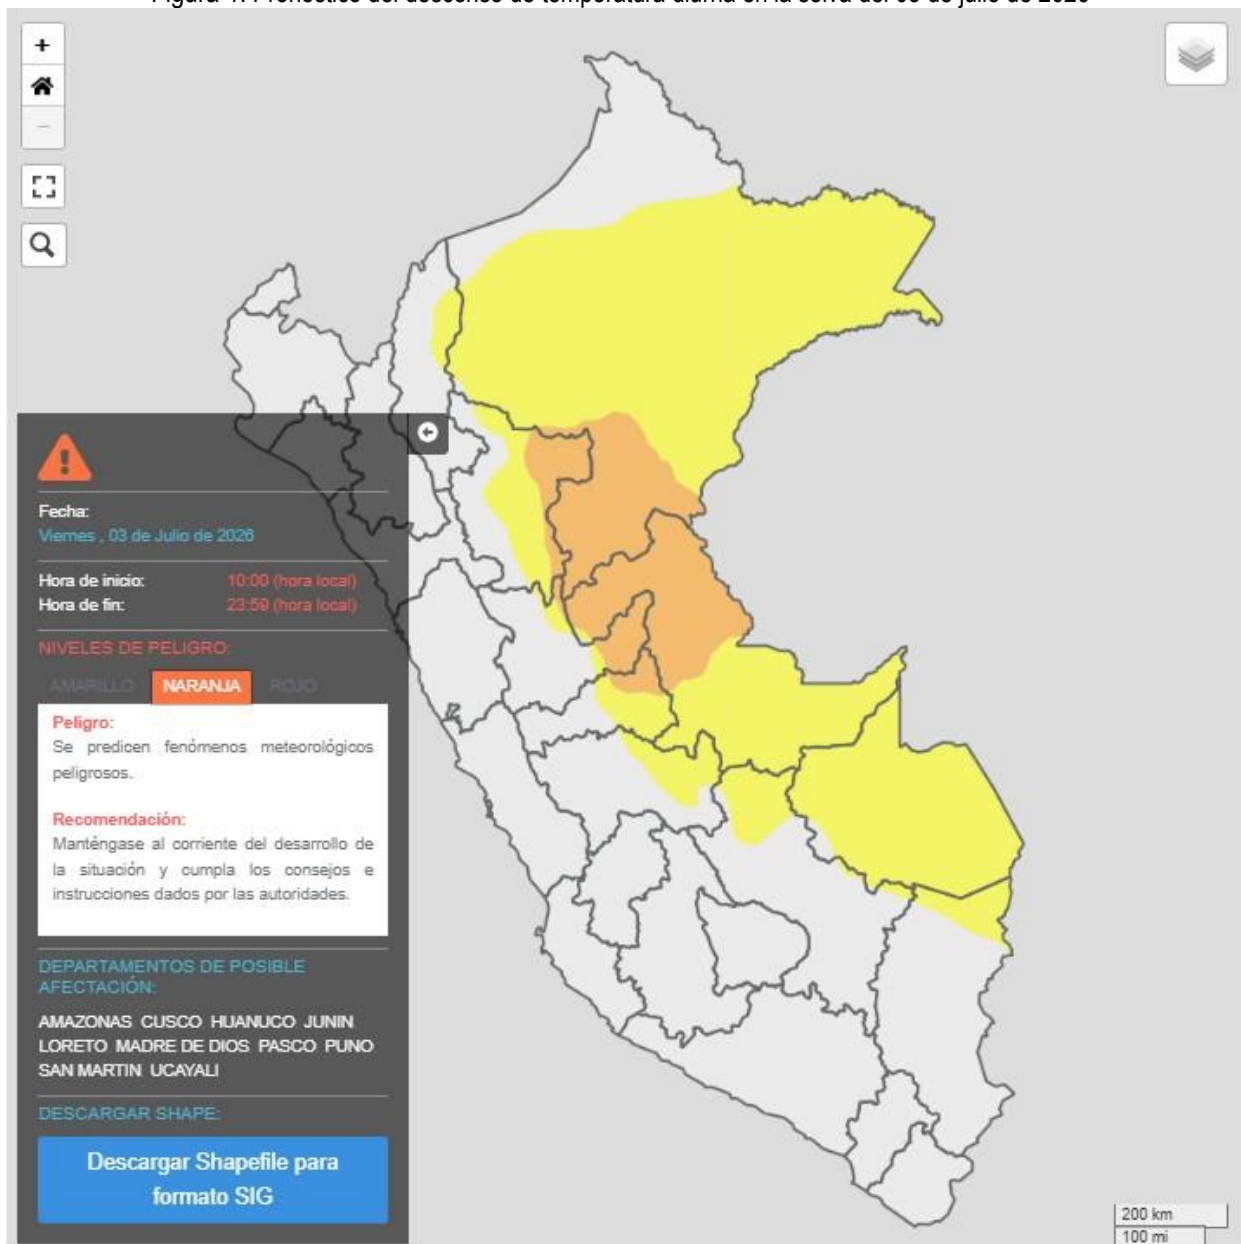 +
−
Fecha:
Viernes , 03 de Julio de 2026
Hora de inicio: 10:00 (hora local)
Hora de fin: 23:59 (hora local)
NIVELES DE PELIGRO:
AMARILLO NARANJA ROJO
Peligro:
Se predicen fenómenos meteorológicos
peligrosos.
Recomendación:
Manténgase al corriente del desarrollo de
la situación y cumpla los consejos e
instrucciones dados por las autoridades.
DEPARTAMENTOS DE POSIBLE
AFECTACIÓN:
AMAZONAS CUSCO HUANUCO JUNIN
LORETO MADRE DE DIOS PASCO PUNO
SAN MARTIN UCAYALI
DESCARGAR SHAPE:
Descargar Shapefile para
formato SIG
200 km
100 mi